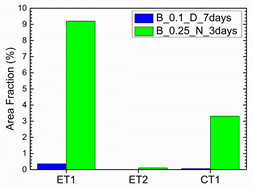 B_0.1_D_7days
B_0.25_N_3days
Area Fraction (%)
10
9
8
7
6
5
4
3
2
1
0
ET1 ET2 CT1